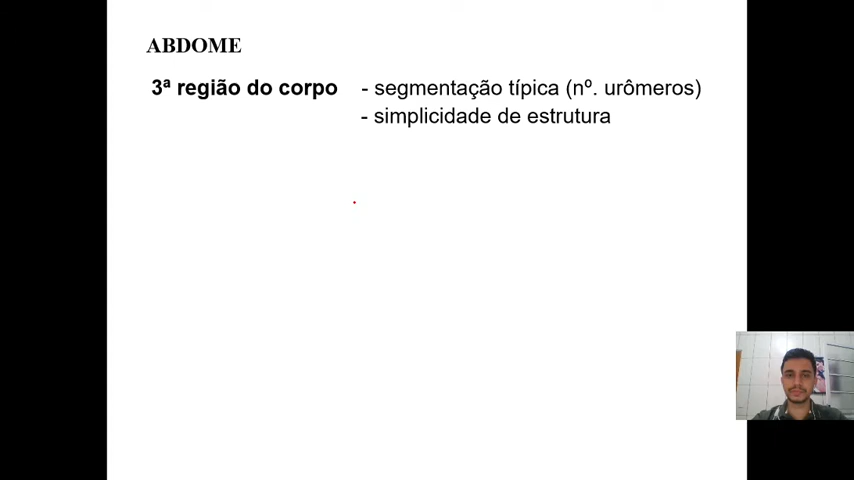 ABDOME
3ª região do corpo - segmentação típica (nº. urômeros)
- simplicidade de estrutura